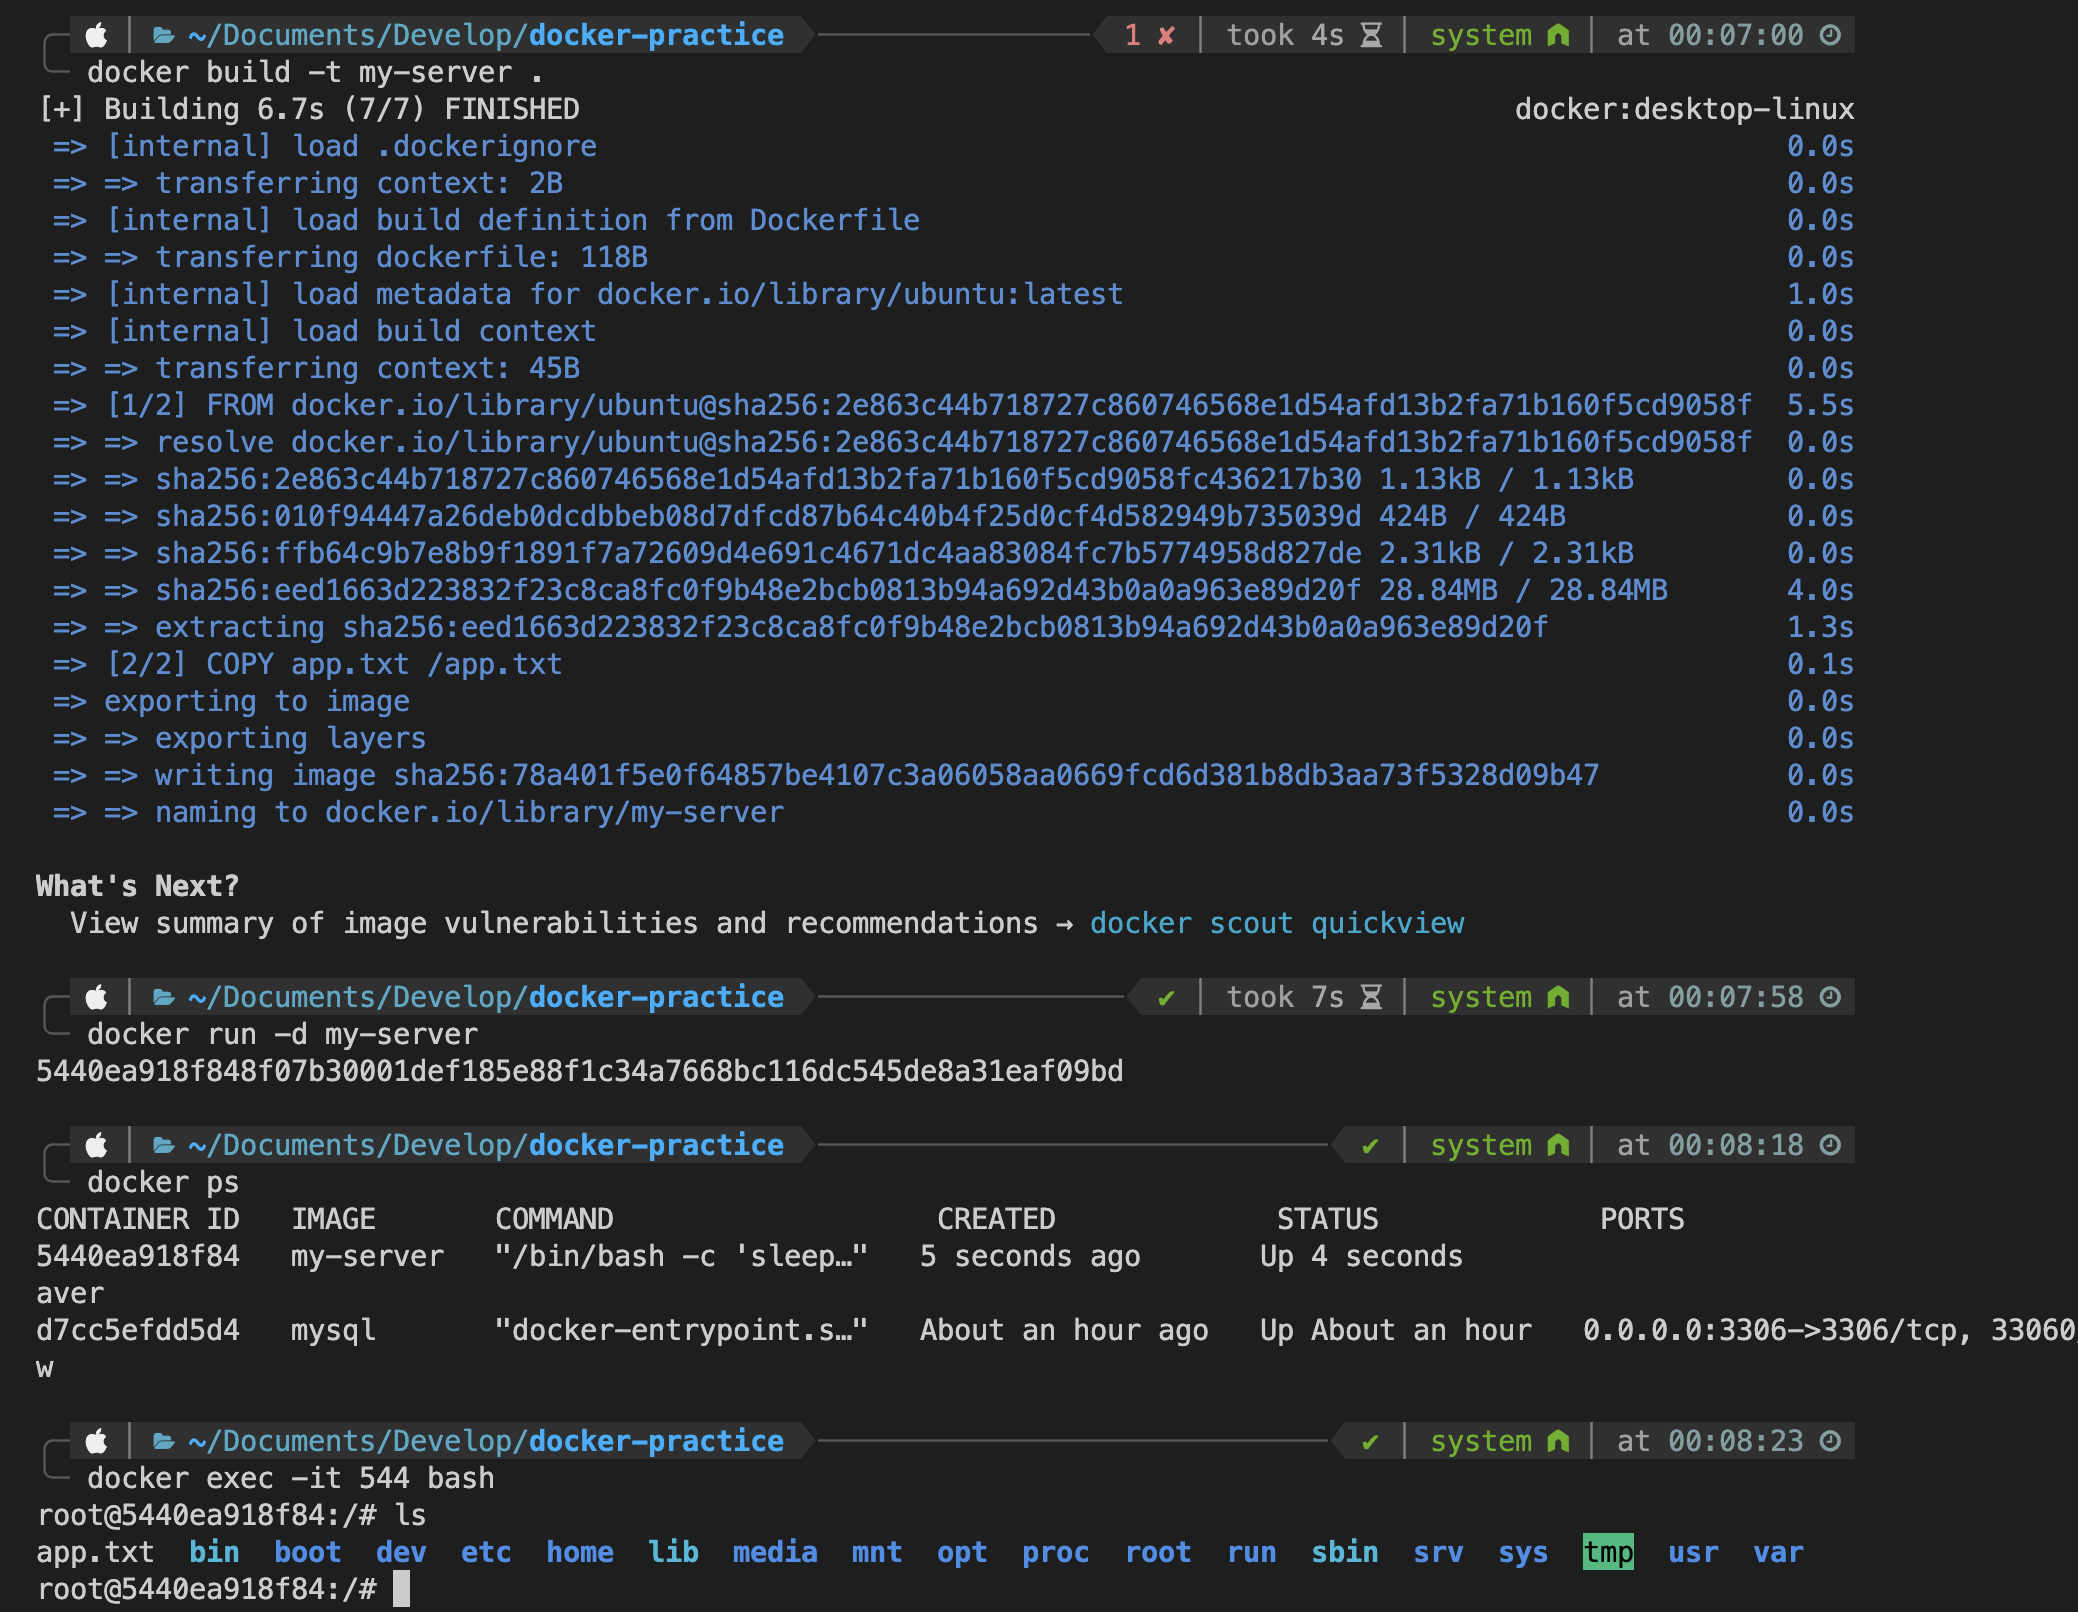 ~/Documents/Develop/docker-practice 1 ✘ took 4s system at 00:07:00
docker build -t my-server .
[+] Building 6.7s (7/7) FINISHED docker:desktop-linux
=> [internal] load .dockerignore 0.0s
=> => transferring context: 2B 0.0s
=> [internal] load build definition from Dockerfile 0.0s
=> => transferring dockerfile: 118B 0.0s
=> [internal] load metadata for docker.io/library/ubuntu:latest 1.0s
=> [internal] load build context 0.0s
=> => transferring context: 45B 0.0s
=> [1/2] FROM docker.io/library/ubuntu@sha256:2e863c44b718727c860746568e1d54afd13b2fa71b160f5cd9058f 5.5s
=> => resolve docker.io/library/ubuntu@sha256:2e863c44b718727c860746568e1d54afd13b2fa71b160f5cd9058f 0.0s
=> => sha256:2e863c44b718727c860746568e1d54afd13b2fa71b160f5cd9058fc436217b30 1.13kB / 1.13kB 0.0s
=> => sha256:010f94447a26deb0dcdbbeb08d7dfcd87b64c40b4f25d0cf4d582949b735039d 424B / 424B 0.0s
=> => sha256:ffb64c9b7e8b9f1891f7a72609d4e691c4671dc4aa83084fc7b5774958d827de 2.31kB / 2.31kB 0.0s
=> => sha256:eed1663d223832f23c8ca8fc0f9b48e2bcb0813b94a692d43b0a0a963e89d20f 28.84MB / 28.84MB 4.0s
=> => extracting sha256:eed1663d223832f23c8ca8fc0f9b48e2bcb0813b94a692d43b0a0a963e89d20f 1.3s
=> [2/2] COPY app.txt /app.txt 0.1s
=> exporting to image 0.0s
=> => exporting layers 0.0s
=> => writing image sha256:78a401f5e0f64857be4107c3a06058aa0669fcd6d381b8db3aa73f5328d09b47 0.0s
=> => naming to docker.io/library/my-server 0.0s
What's Next?
View summary of image vulnerabilities and recommendations → docker scout quickview
~/Documents/Develop/docker-practice ✔ took 7s system at 00:07:58
docker run -d my-server
5440ea918f848f07b30001def185e88f1c34a7668bc116dc545de8a31eaf09bd
~/Documents/Develop/docker-practice ✔ system at 00:08:18
docker ps
CONTAINER ID IMAGE COMMAND CREATED STATUS PORTS
5440ea918f84 my-server "/bin/bash -c 'sleep…" 5 seconds ago Up 4 seconds
aver
d7cc5efdd5d4 mysql "docker-entrypoint.s…" About an hour ago Up About an hour 0.0.0.0:3306->3306/tcp, 33060/
w
~/Documents/Develop/docker-practice ✔ system at 00:08:23
docker exec -it 544 bash
root@5440ea918f84:/# ls
app.txt bin boot dev etc home lib media mnt opt proc root run sbin srv sys tmp usr var
root@5440ea918f84:/#